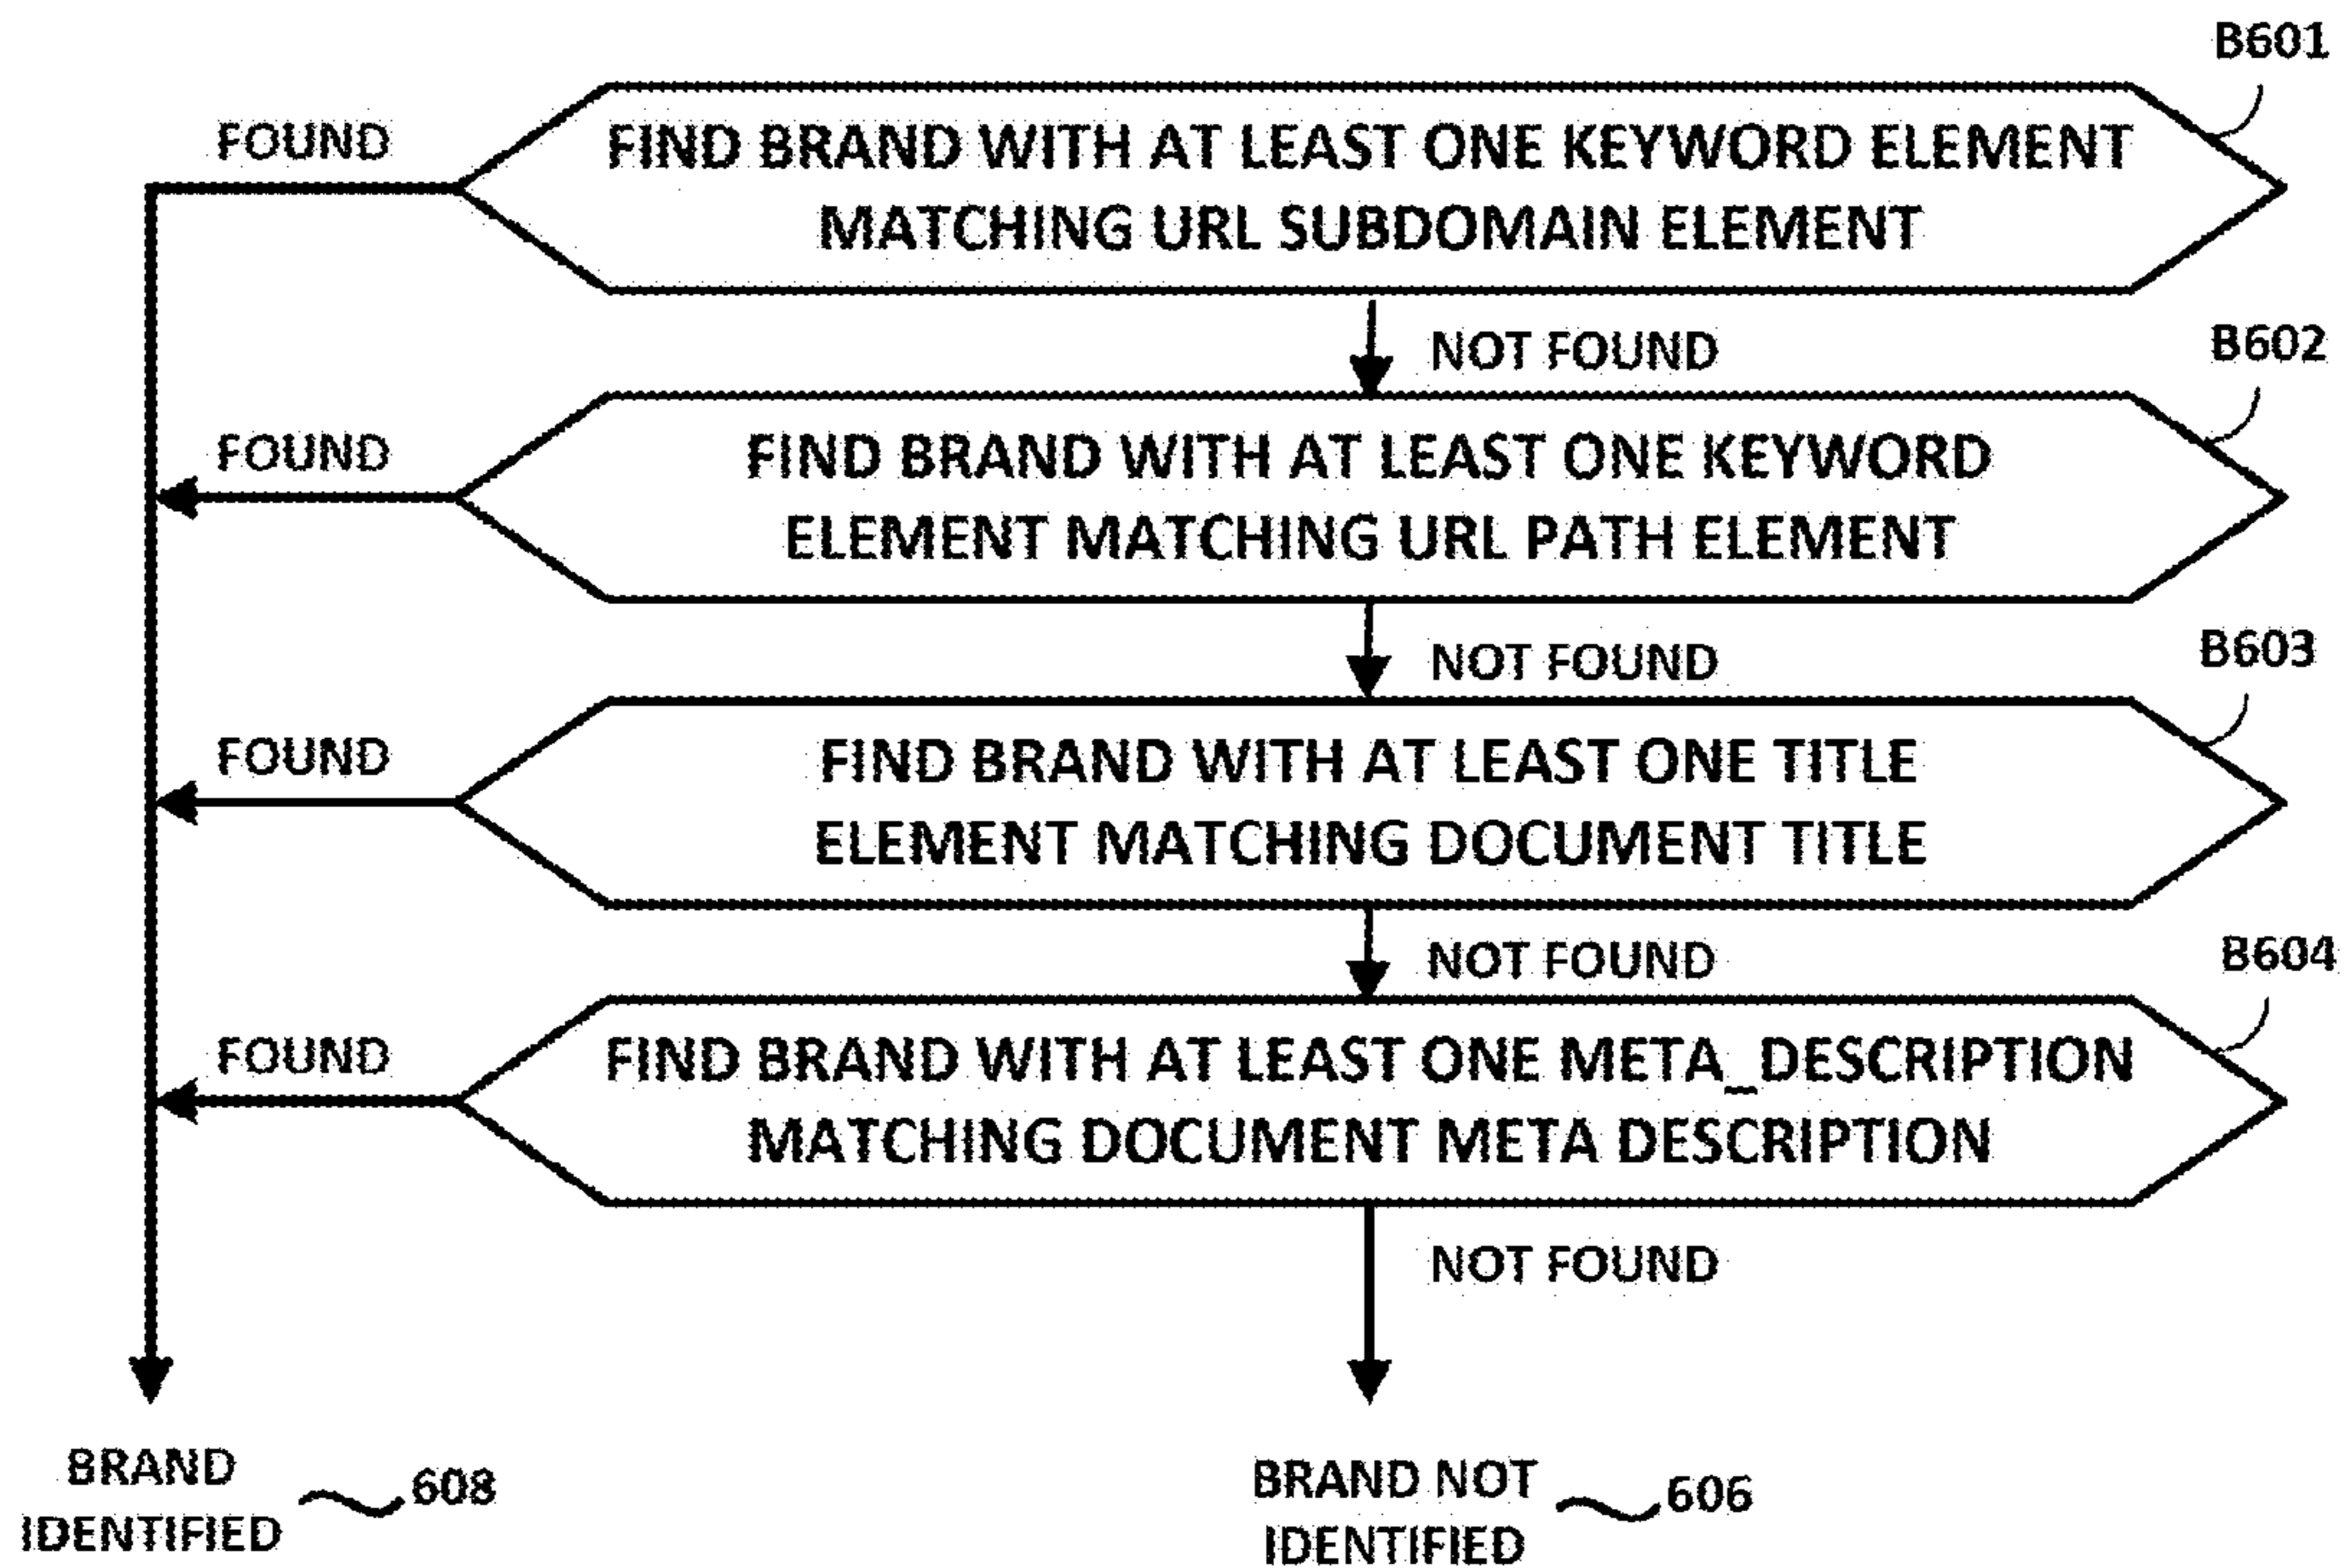 B601
FOUND
FIND BRAND WITH AT LEAST ONE KEYWORD ELEMENT
MATCHING URL SUBDOMAIN ELEMENT
NOT FOUND
B602
FOUND
FIND BRAND WITH AT LEAST ONE KEYWORD
ELEMENT MATCHING URL PATH ELEMENT
NOT FOUND
B603
FOUND
FIND BRAND WITH AT LEAST ONE TITLE
ELEMENT MATCHING DOCUMENT TITLE
NOT FOUND
B604
FOUND
FIND BRAND WITH AT LEAST ONE META_DESCRIPTION
MATCHING DOCUMENT META DESCRIPTION
NOT FOUND
BRAND
IDENTIFIED
608
BRAND NOT
IDENTIFIED
606